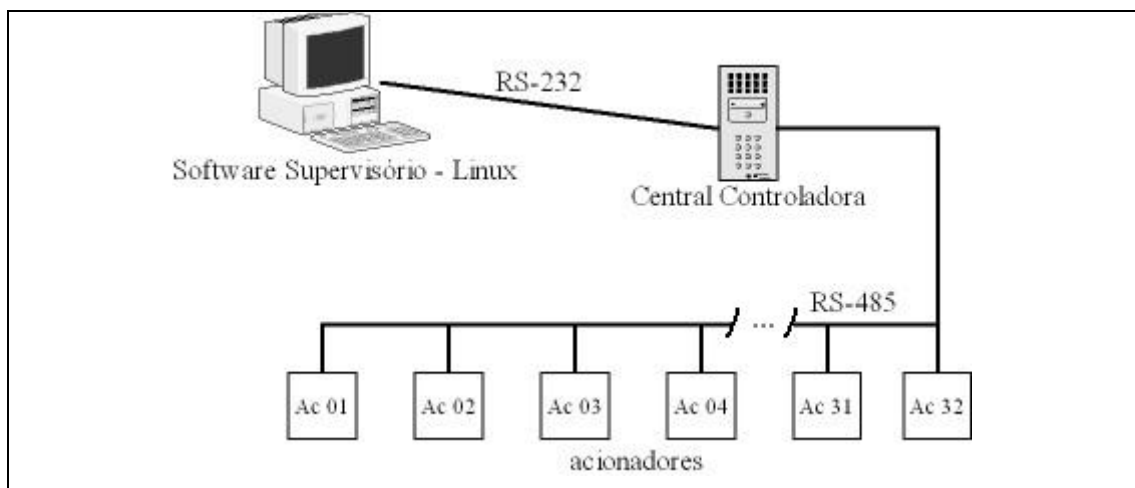 RS-232
Software Supervisório - Linux
Central Controladora
RS-485
...
Ac 01
Ac 02
Ac 03
Ac 04
Ac 31
Ac 32
acionadores